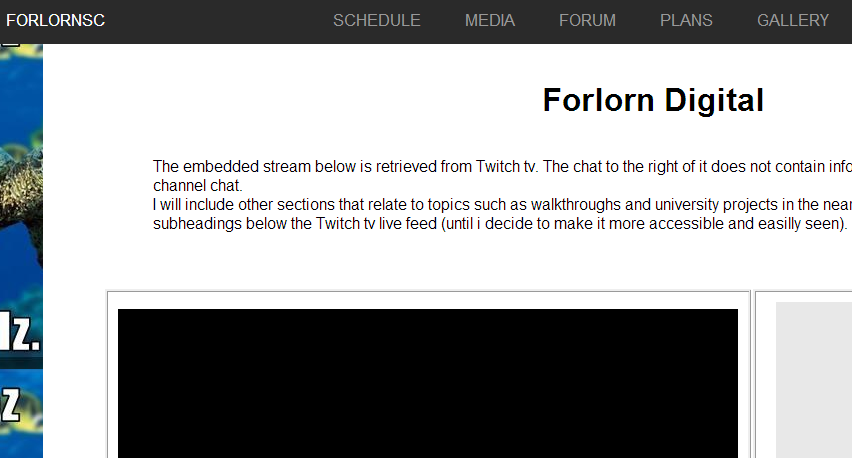 FORLORNSC SCHEDULE MEDIA FORUM PLANS GALLERY
Forlorn Digital
The embedded stream below is retrieved from Twitch tv. The chat to the right of it does not contain info
channel chat.
I will include other sections that relate to topics such as walkthroughs and university projects in the near
subheadings below the Twitch tv live feed (until i decide to make it more accessible and easilly seen).
lz.
z